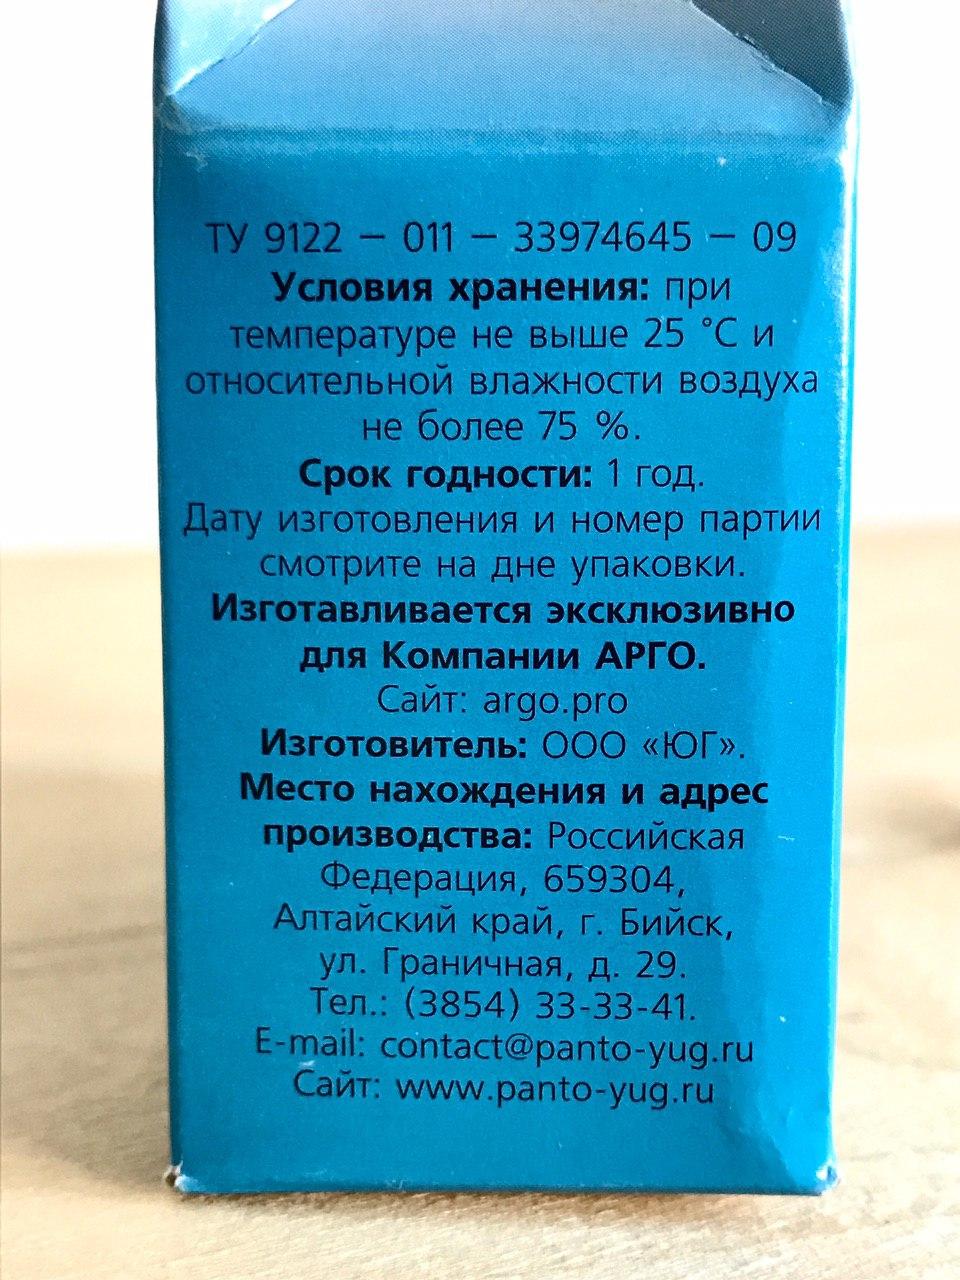 ТУ 9122 – 011 – 33974645 – 09
Условия хранения: при
температуре не выше 25 °С и
относительной влажности воздуха
не более 75 %.
Срок годности: 1 год.
Дату изготовления и номер партии
смотрите на дне упаковки.
Изготавливается эксклюзивно
для Компании АРГО.
Сайт: argo.pro
Изготовитель: ООО «ЮГ».
Место нахождения и адрес
производства: Российская
Федерация, 659304,
Алтайский край, г. Бийск,
ул. Граничная, д. 29.
Тел.: (3854) 33-33-41.
E-mail: contact@panto-yug.ru
Сайт: www.panto-yug.ru